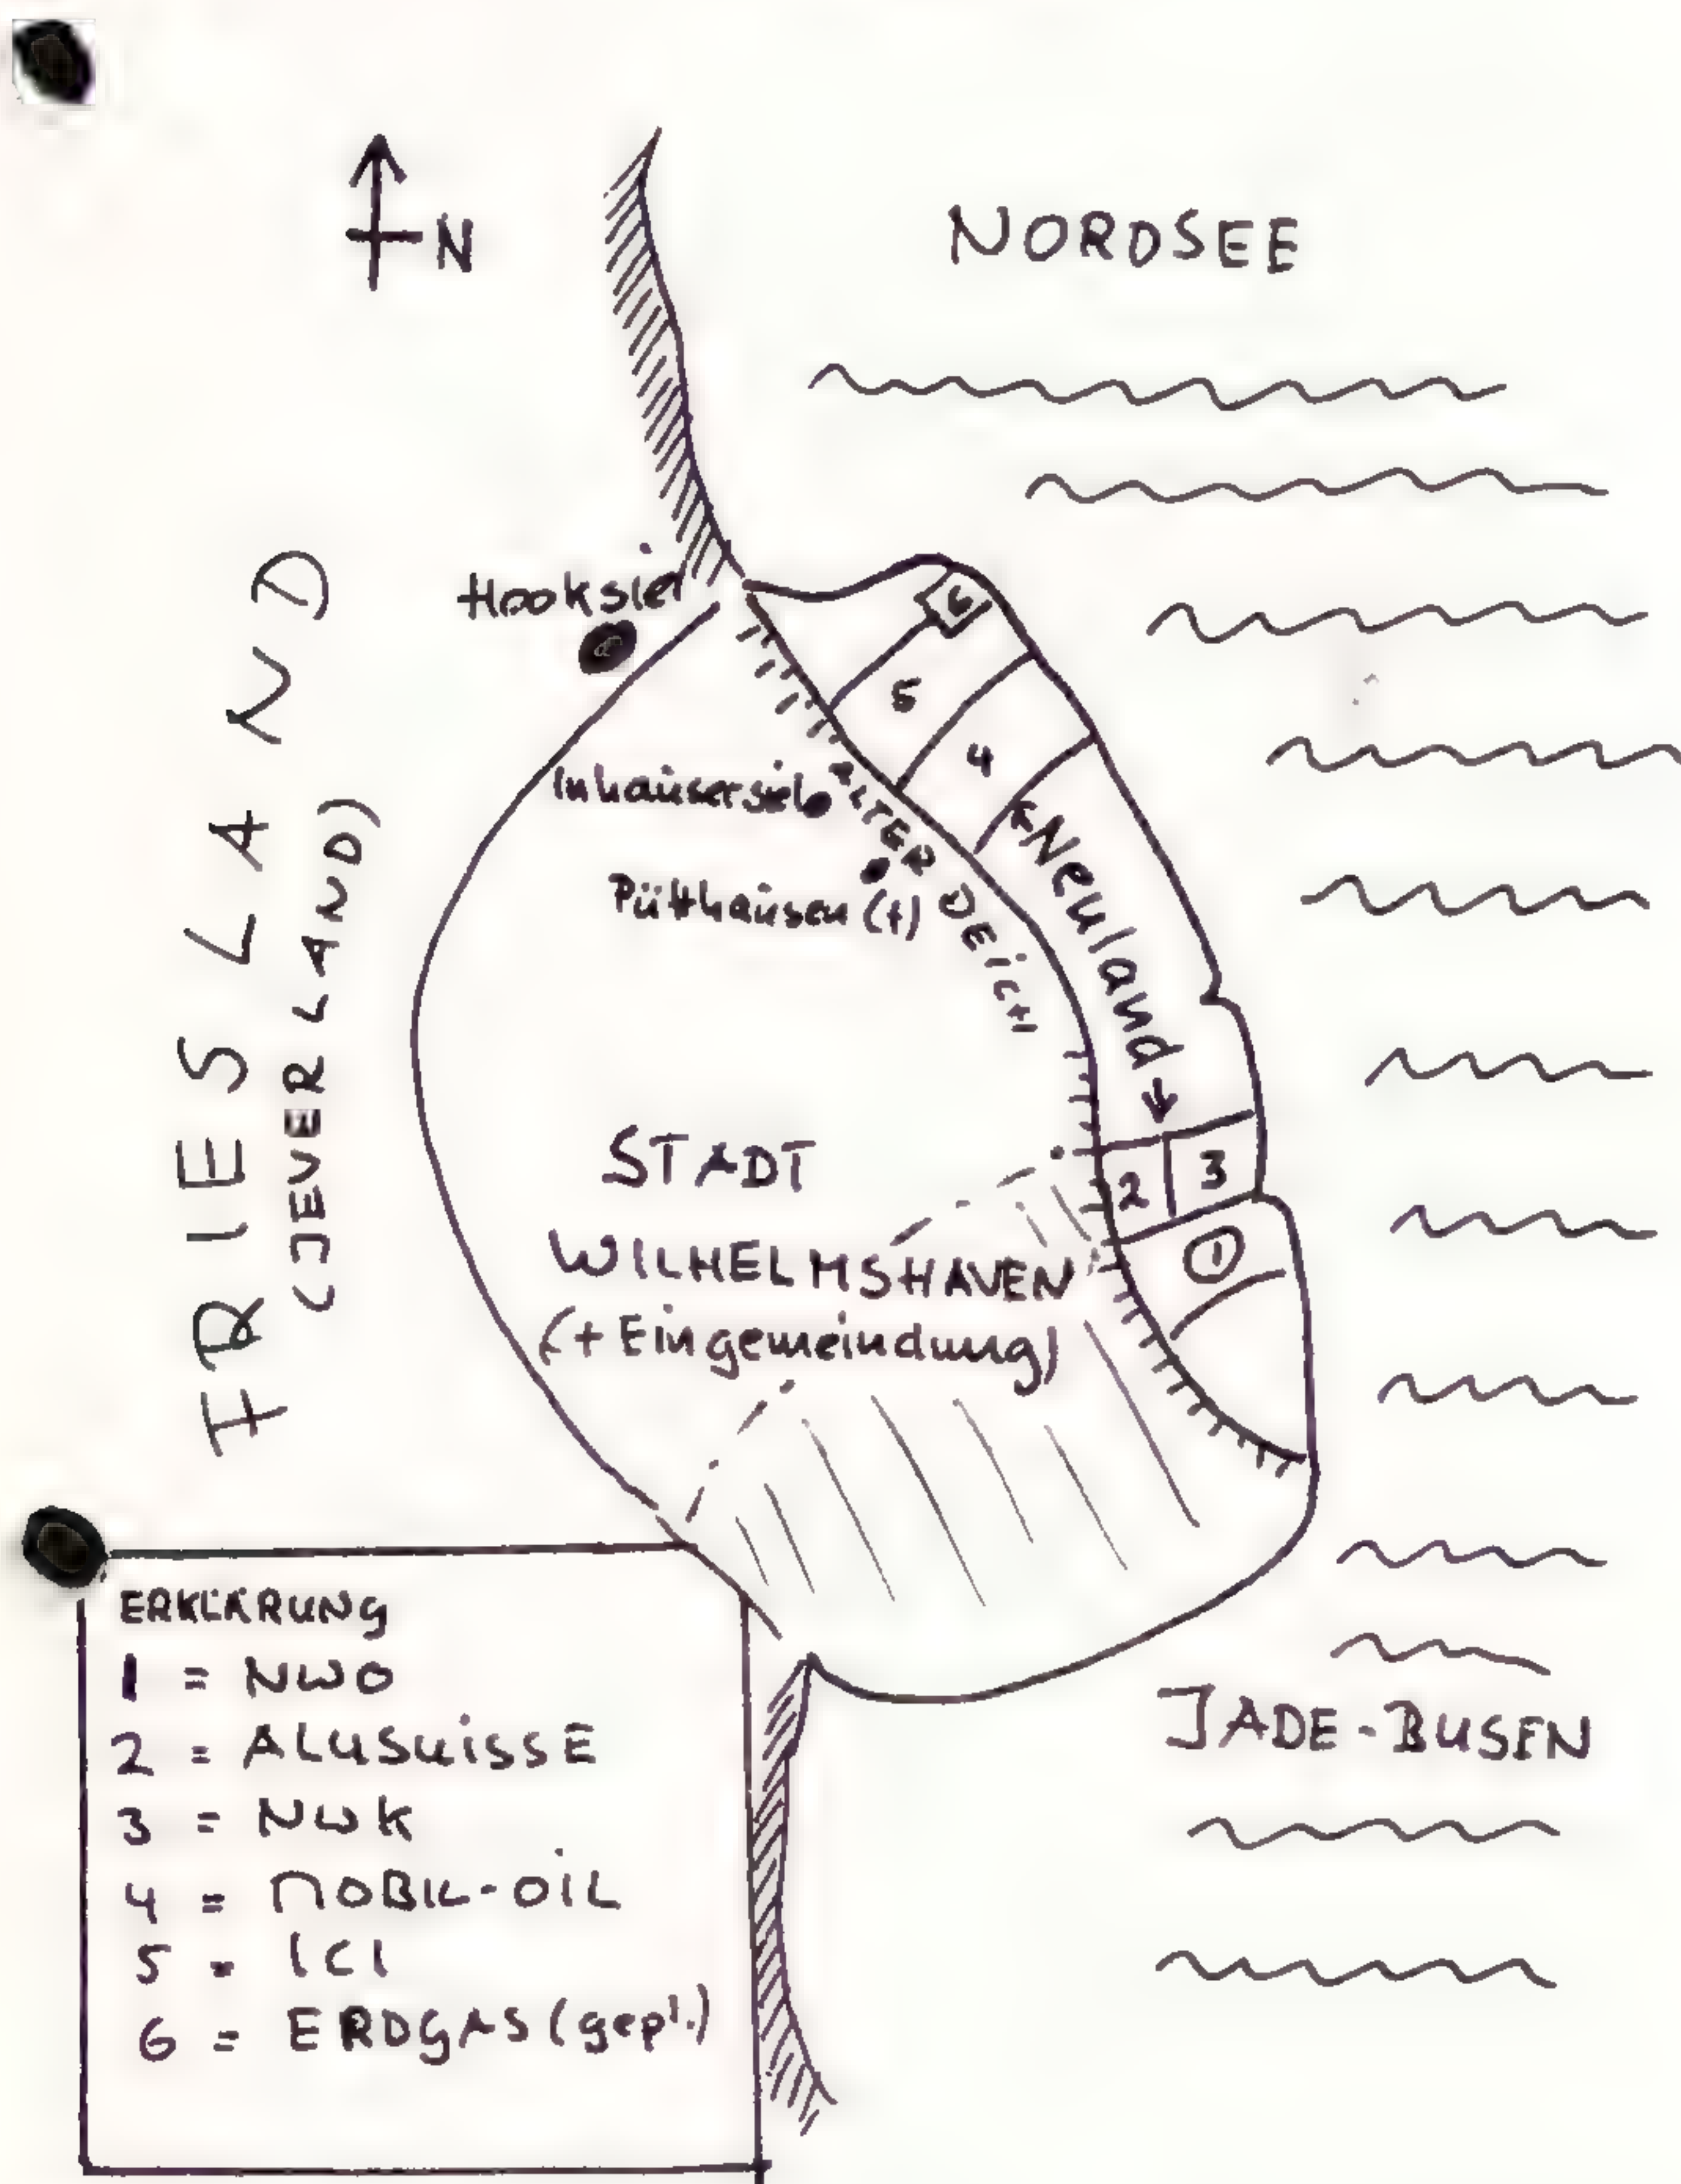 N
NORDSEE
Hooksiel
6
5
4
Inhausersiel
ALTER DEICH
Neuland
Pütthausen (†)
FRIESLAND
(JEVERLAND)
STADT
WILHELMSHAVEN
(+ Eingemeindung)
2
3
1
ERKLÄRUNG
1 = NWO
2 = ALUSUISSE
3 = NWK
4 = MOBIL-OIL
5 = ICI
6 = ERDGAS (gepl.)
JADE-BUSEN